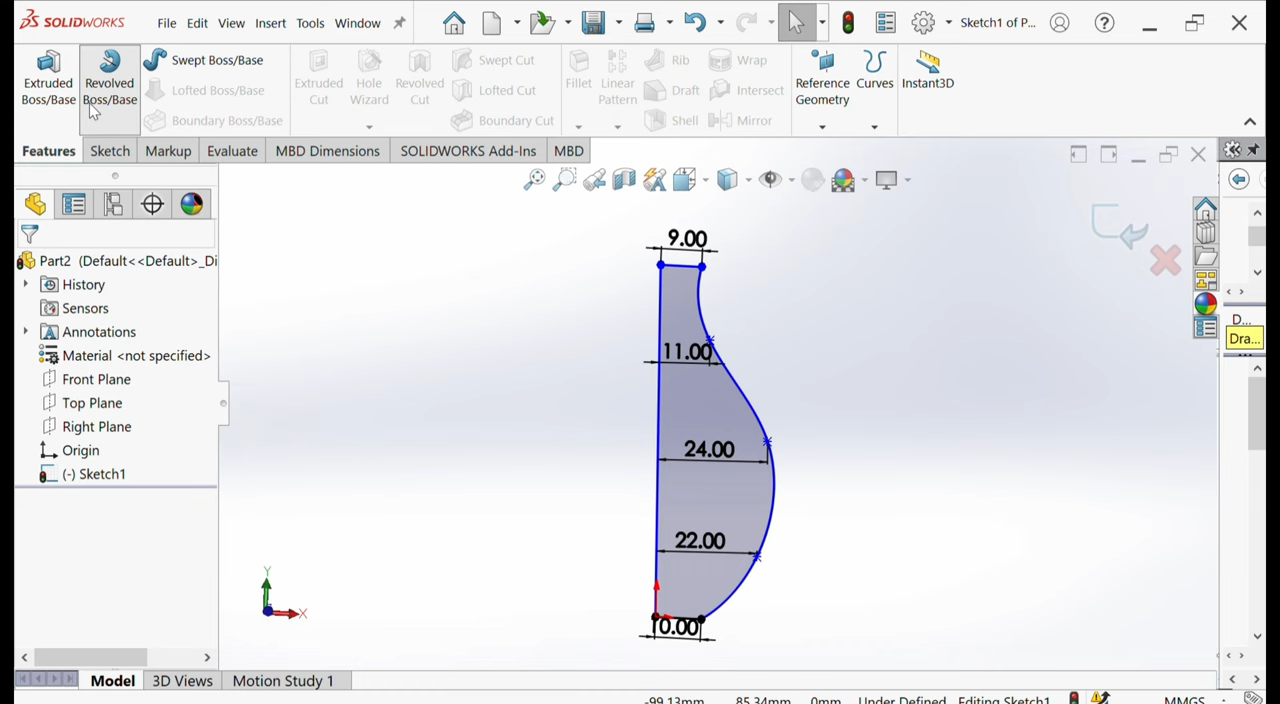 SOLIDWORKS File Edit View Insert Tools Window Sketch1 of P...
Extruded Boss/Base
Revolved Boss/Base
Swept Boss/Base
Lofted Boss/Base
Boundary Boss/Base
Extruded Cut
Hole Wizard
Revolved Cut
Swept Cut
Lofted Cut
Boundary Cut
Fillet
Linear Pattern
Rib
Draft
Shell
Wrap
Intersect
Mirror
Reference Geometry
Curves
Instant3D
Features Sketch Markup Evaluate MBD Dimensions SOLIDWORKS Add-Ins MBD
Part2 (Default<<Default>_Di
History
Sensors
Annotations
Material <not specified>
Front Plane
Top Plane
Right Plane
Origin
(-) Sketch1
9.00
11.00
24.00
22.00
10.00
Y
X
D...
Dra...
Model 3D Views Motion Study 1
-99.13mm 85.34mm 0mm Under Defined Editing Sketch1 MMGS